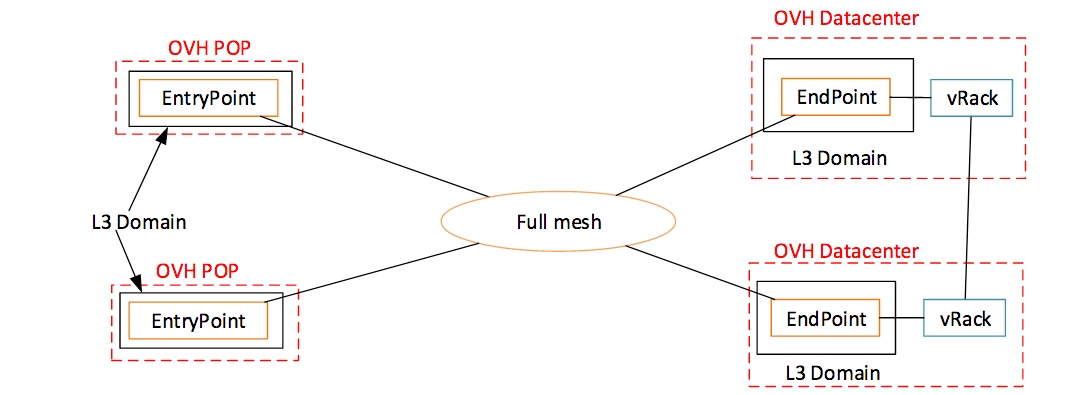 OVH Datacenter
OVH POP
EntryPoint
EndPoint
vRack
L3 Domain
L3 Domain
Full mesh
OVH Datacenter
OVH POP
EntryPoint
EndPoint
vRack
L3 Domain